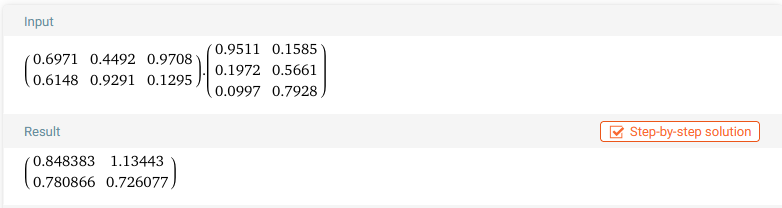 Input
0.6971 0.4492 0.9708
0.6148 0.9291 0.1295
.
0.9511 0.1585
0.1972 0.5661
0.0997 0.7928
Result
Step-by-step solution
0.848383 1.13443
0.780866 0.726077